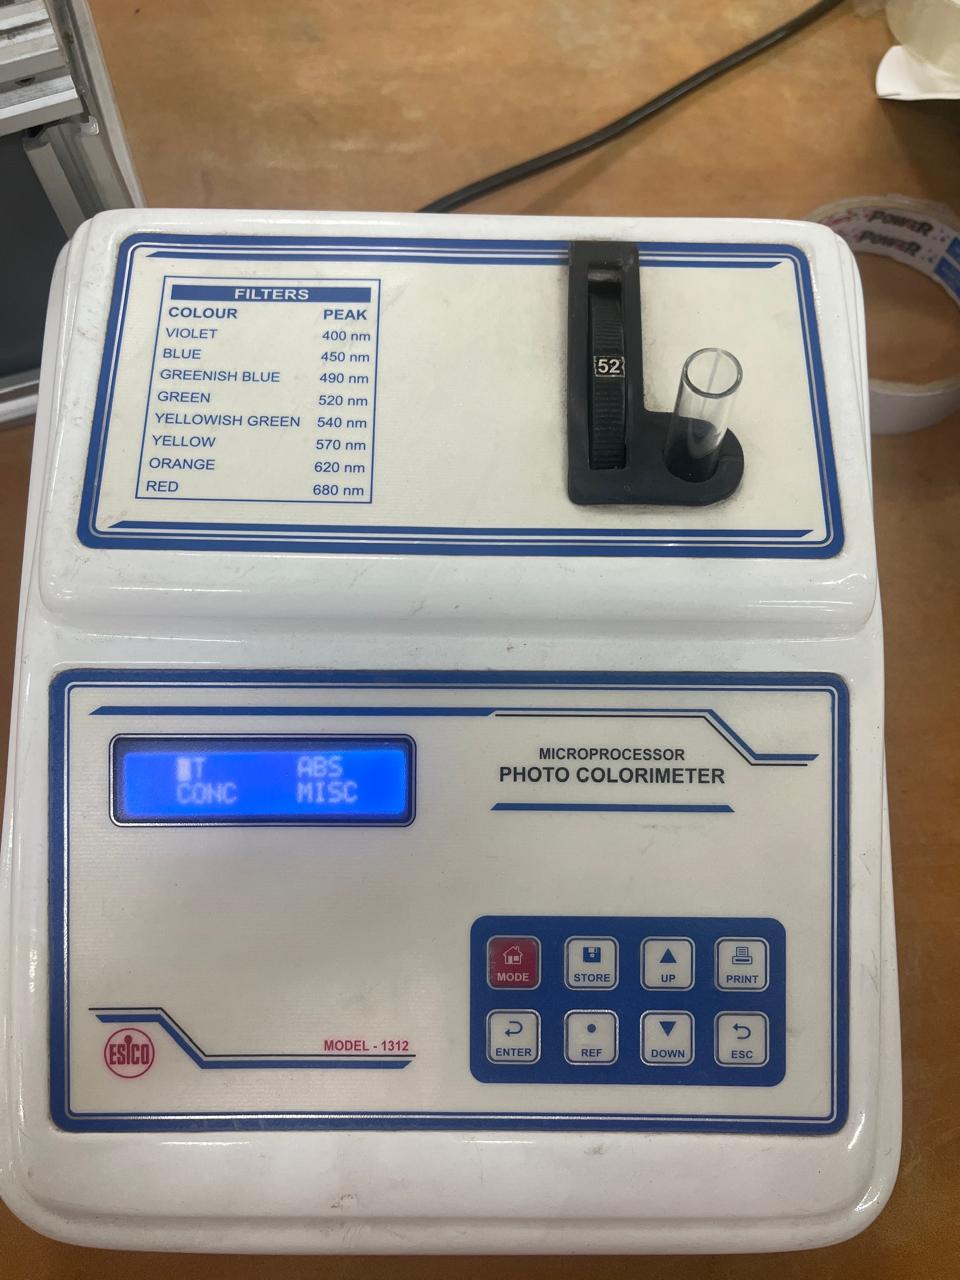 POWER
POWER
FILTERS
COLOUR PEAK
VIOLET 400 nm
BLUE 450 nm
GREENISH BLUE 490 nm
GREEN 520 nm
YELLOWISH GREEN 540 nm
YELLOW 570 nm
ORANGE 620 nm
RED 680 nm
52
T ABS
CONC MISC
MICROPROCESSOR
PHOTO COLORIMETER
MODE STORE UP PRINT
ENTER REF DOWN ESC
ESICO
MODEL - 1312